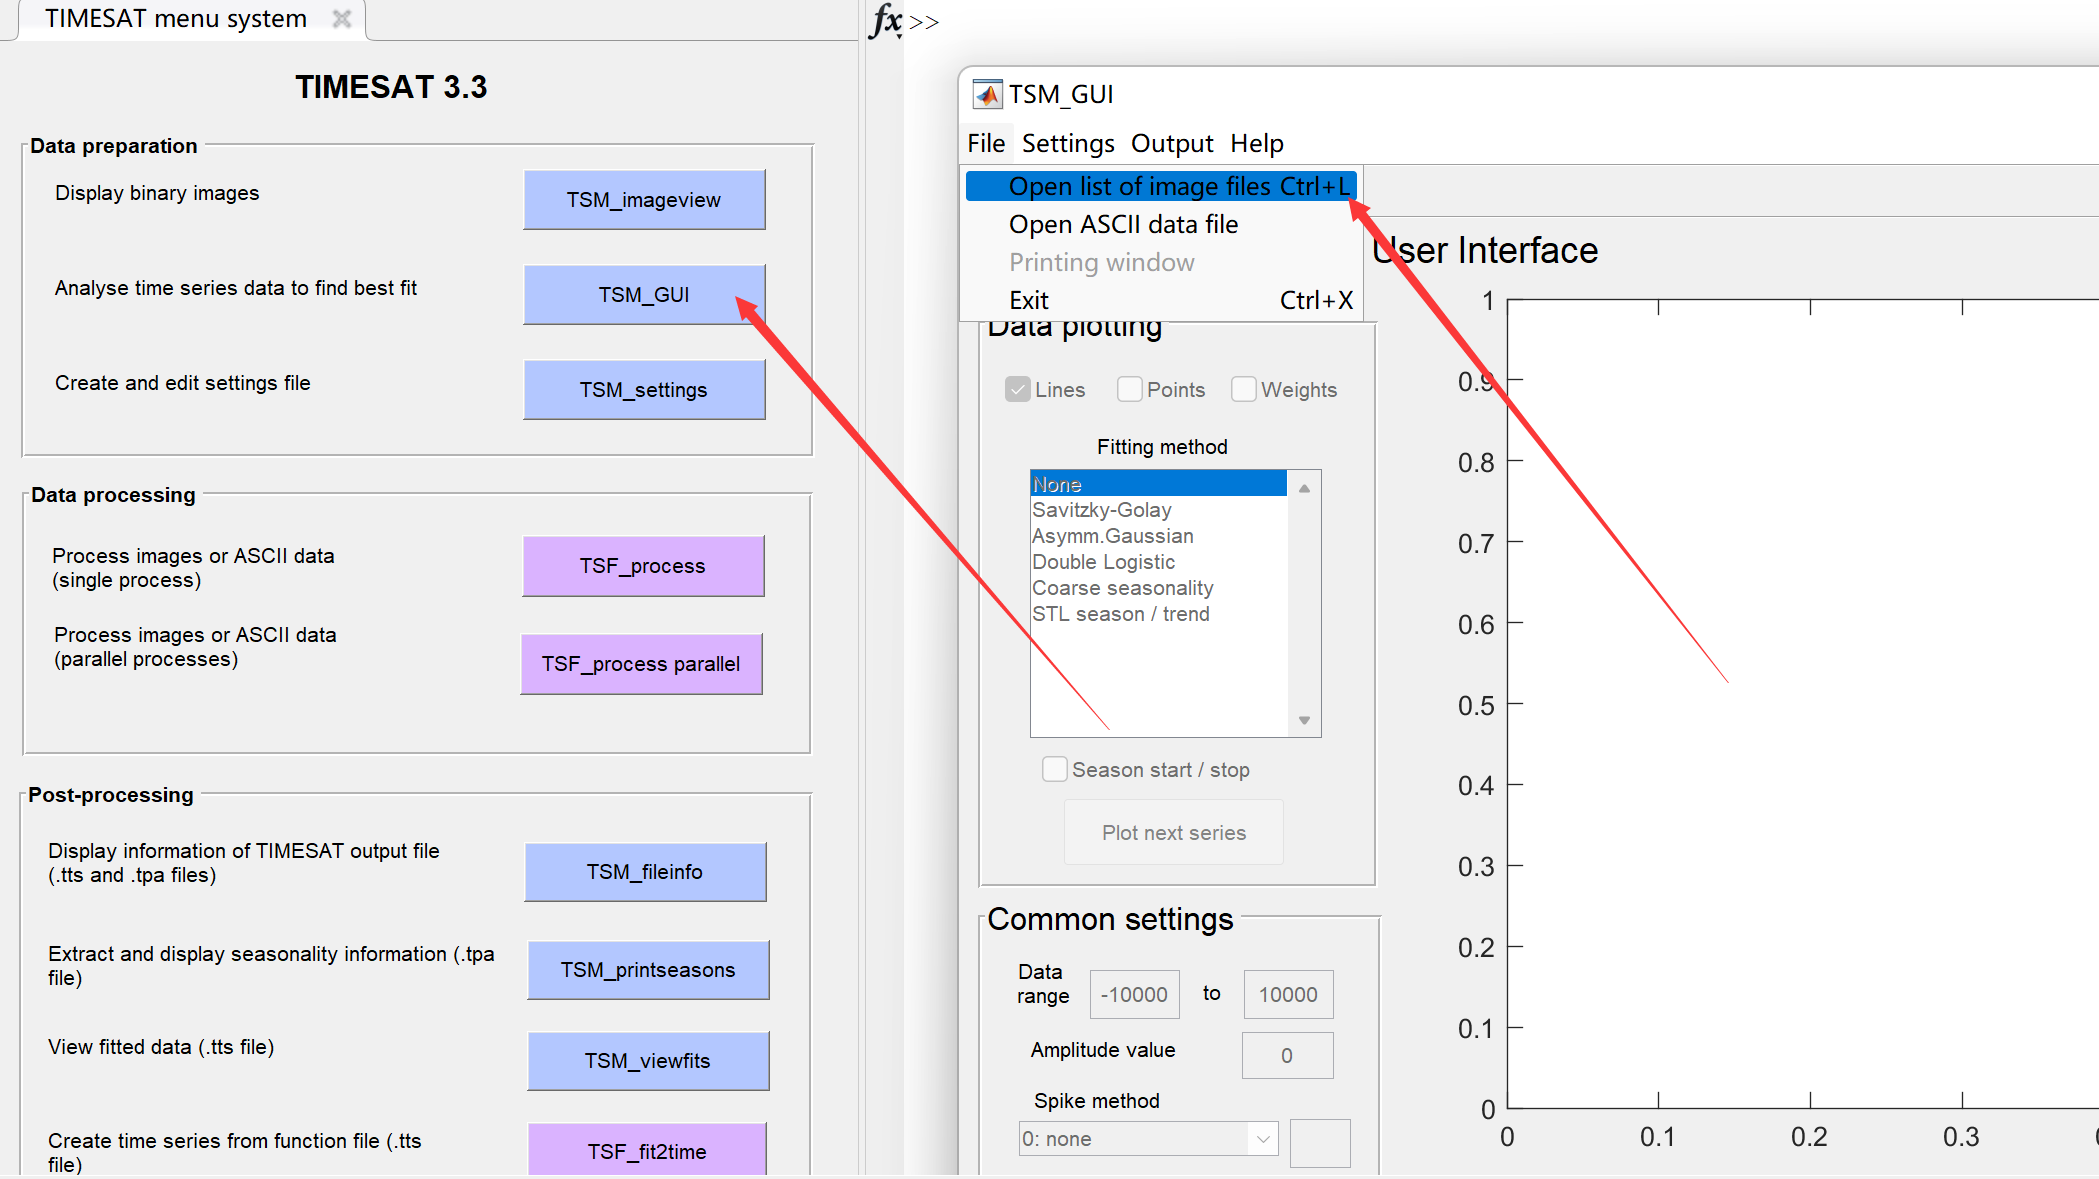 TIMESAT menu system
TIMESAT 3.3
Data preparation
Display binary images
TSM_imageview
Analyse time series data to find best fit
TSM_GUI
Create and edit settings file
TSM_settings
Data processing
Process images or ASCII data
(single process)
TSF_process
Process images or ASCII data
(parallel processes)
TSF_process parallel
Post-processing
Display information of TIMESAT output file
(.tts and .tpa files)
TSM_fileinfo
Extract and display seasonality information (.tpa
file)
TSM_printseasons
View fitted data (.tts file)
TSM_viewfits
Create time series from function file (.tts
file)
TSF_fit2time
fx >>
TSM_GUI
File Settings Output Help
Open list of image files Ctrl+L
Open ASCII data file
Printing window
Exit Ctrl+X
User Interface
Data plotting
Lines Points Weights
Fitting method
None
Savitzky-Golay
Asymm.Gaussian
Double Logistic
Coarse seasonality
STL season / trend
Season start / stop
Plot next series
Common settings
Data
range
-10000 to 10000
Amplitude value 0
Spike method
0: none
1
0.9
0.8
0.7
0.6
0.5
0.4
0.3
0.2
0.1
0
0 0.1 0.2 0.3